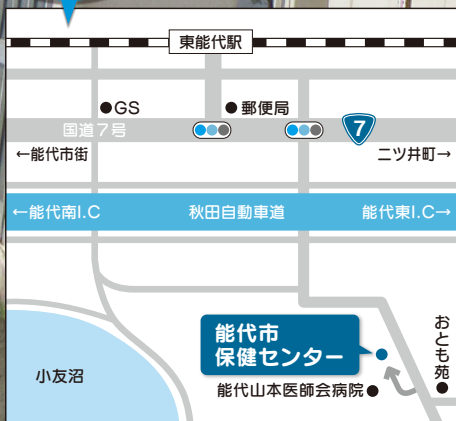 東能代駅
GS
郵便局
国道7号
7
←能代市街
二ツ井町→
←能代南I.C
秋田自動車道
能代東I.C→
能代市
保健センター
おとも苑
小友沼
能代山本医師会病院